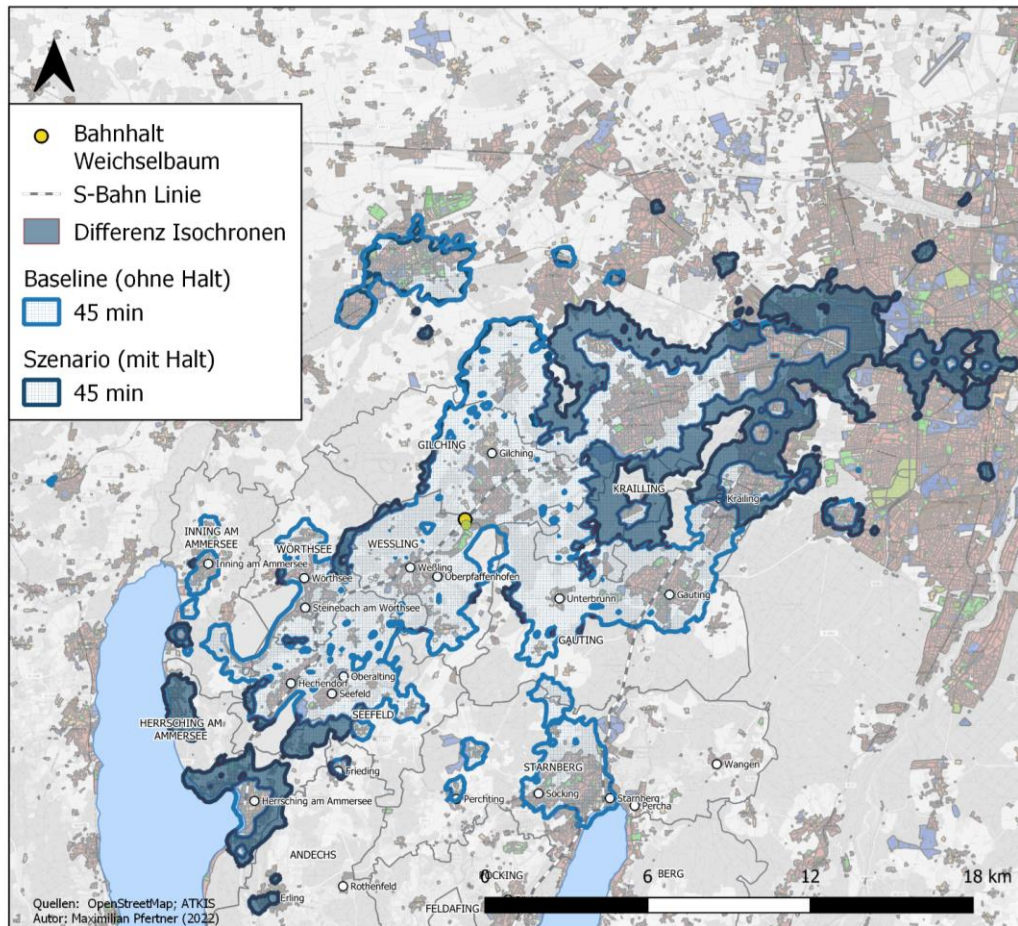 Bahnhalt
Weichselbaum
S-Bahn Linie
Differenz Isochronen
Baseline (ohne Halt)
45 min
Szenario (mit Halt)
45 min
GILCHING
Gilching
KRAILLING
Krailing
INNING AM
AMMERSEE
Inning am Ammersee
WÖRTHSEE
Wörthsee
WESSLING
Weßling
Oberpfaffenhofen
Steinebach am Wörthsee
Unterbrunn
Gauting
GAUTING
Oberalting
Hechendorf
Seefeld
SEEFELD
HERRSCHING AM
AMMERSEE
Frieding
Herrsching am Ammersee
STARNBERG
Wangen
Perchting
Söcking
Starnberg
Percha
ANDECHS
Rothenfeld
Erling
BERG
FELDAFING
0 6 12 18 km
Quellen: OpenStreetMap; ATKIS
Autor: Maximilian Pfertner (2022)